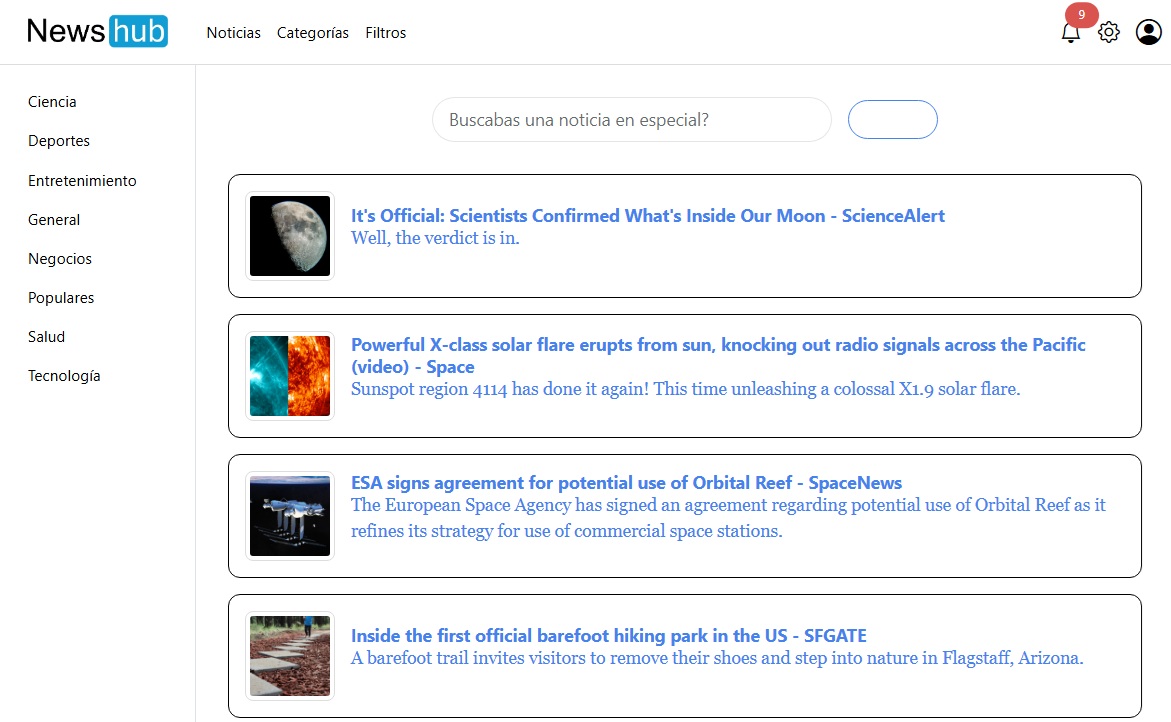 News hub
Noticias Categorías Filtros
9
Ciencia
Deportes
Entretenimiento
General
Negocios
Populares
Salud
Tecnología
Buscabas una noticia en especial?
It's Official: Scientists Confirmed What's Inside Our Moon - ScienceAlert
Well, the verdict is in.
Powerful X-class solar flare erupts from sun, knocking out radio signals across the Pacific
(video) - Space
Sunspot region 4114 has done it again! This time unleashing a colossal X1.9 solar flare.
ESA signs agreement for potential use of Orbital Reef - SpaceNews
The European Space Agency has signed an agreement regarding potential use of Orbital Reef as it
refines its strategy for use of commercial space stations.
Inside the first official barefoot hiking park in the US - SFGATE
A barefoot trail invites visitors to remove their shoes and step into nature in Flagstaff, Arizona.